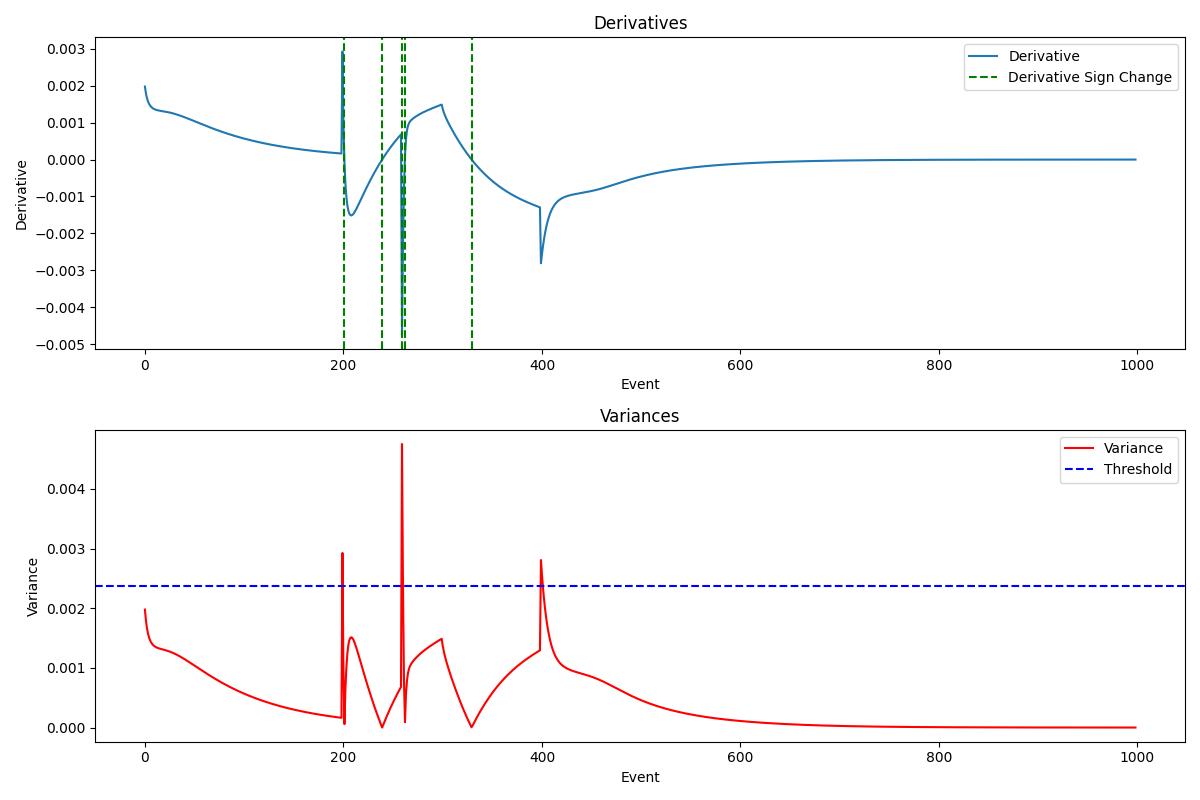 Derivatives
Derivative
0.003
0.002
0.001
0.000
−0.001
−0.002
−0.003
−0.004
−0.005
Derivative
Derivative Sign Change
0 200 400 600 800 1000
Event
Variances
Variance
0.004
0.003
0.002
0.001
0.000
Variance
Threshold
0 200 400 600 800 1000
Event